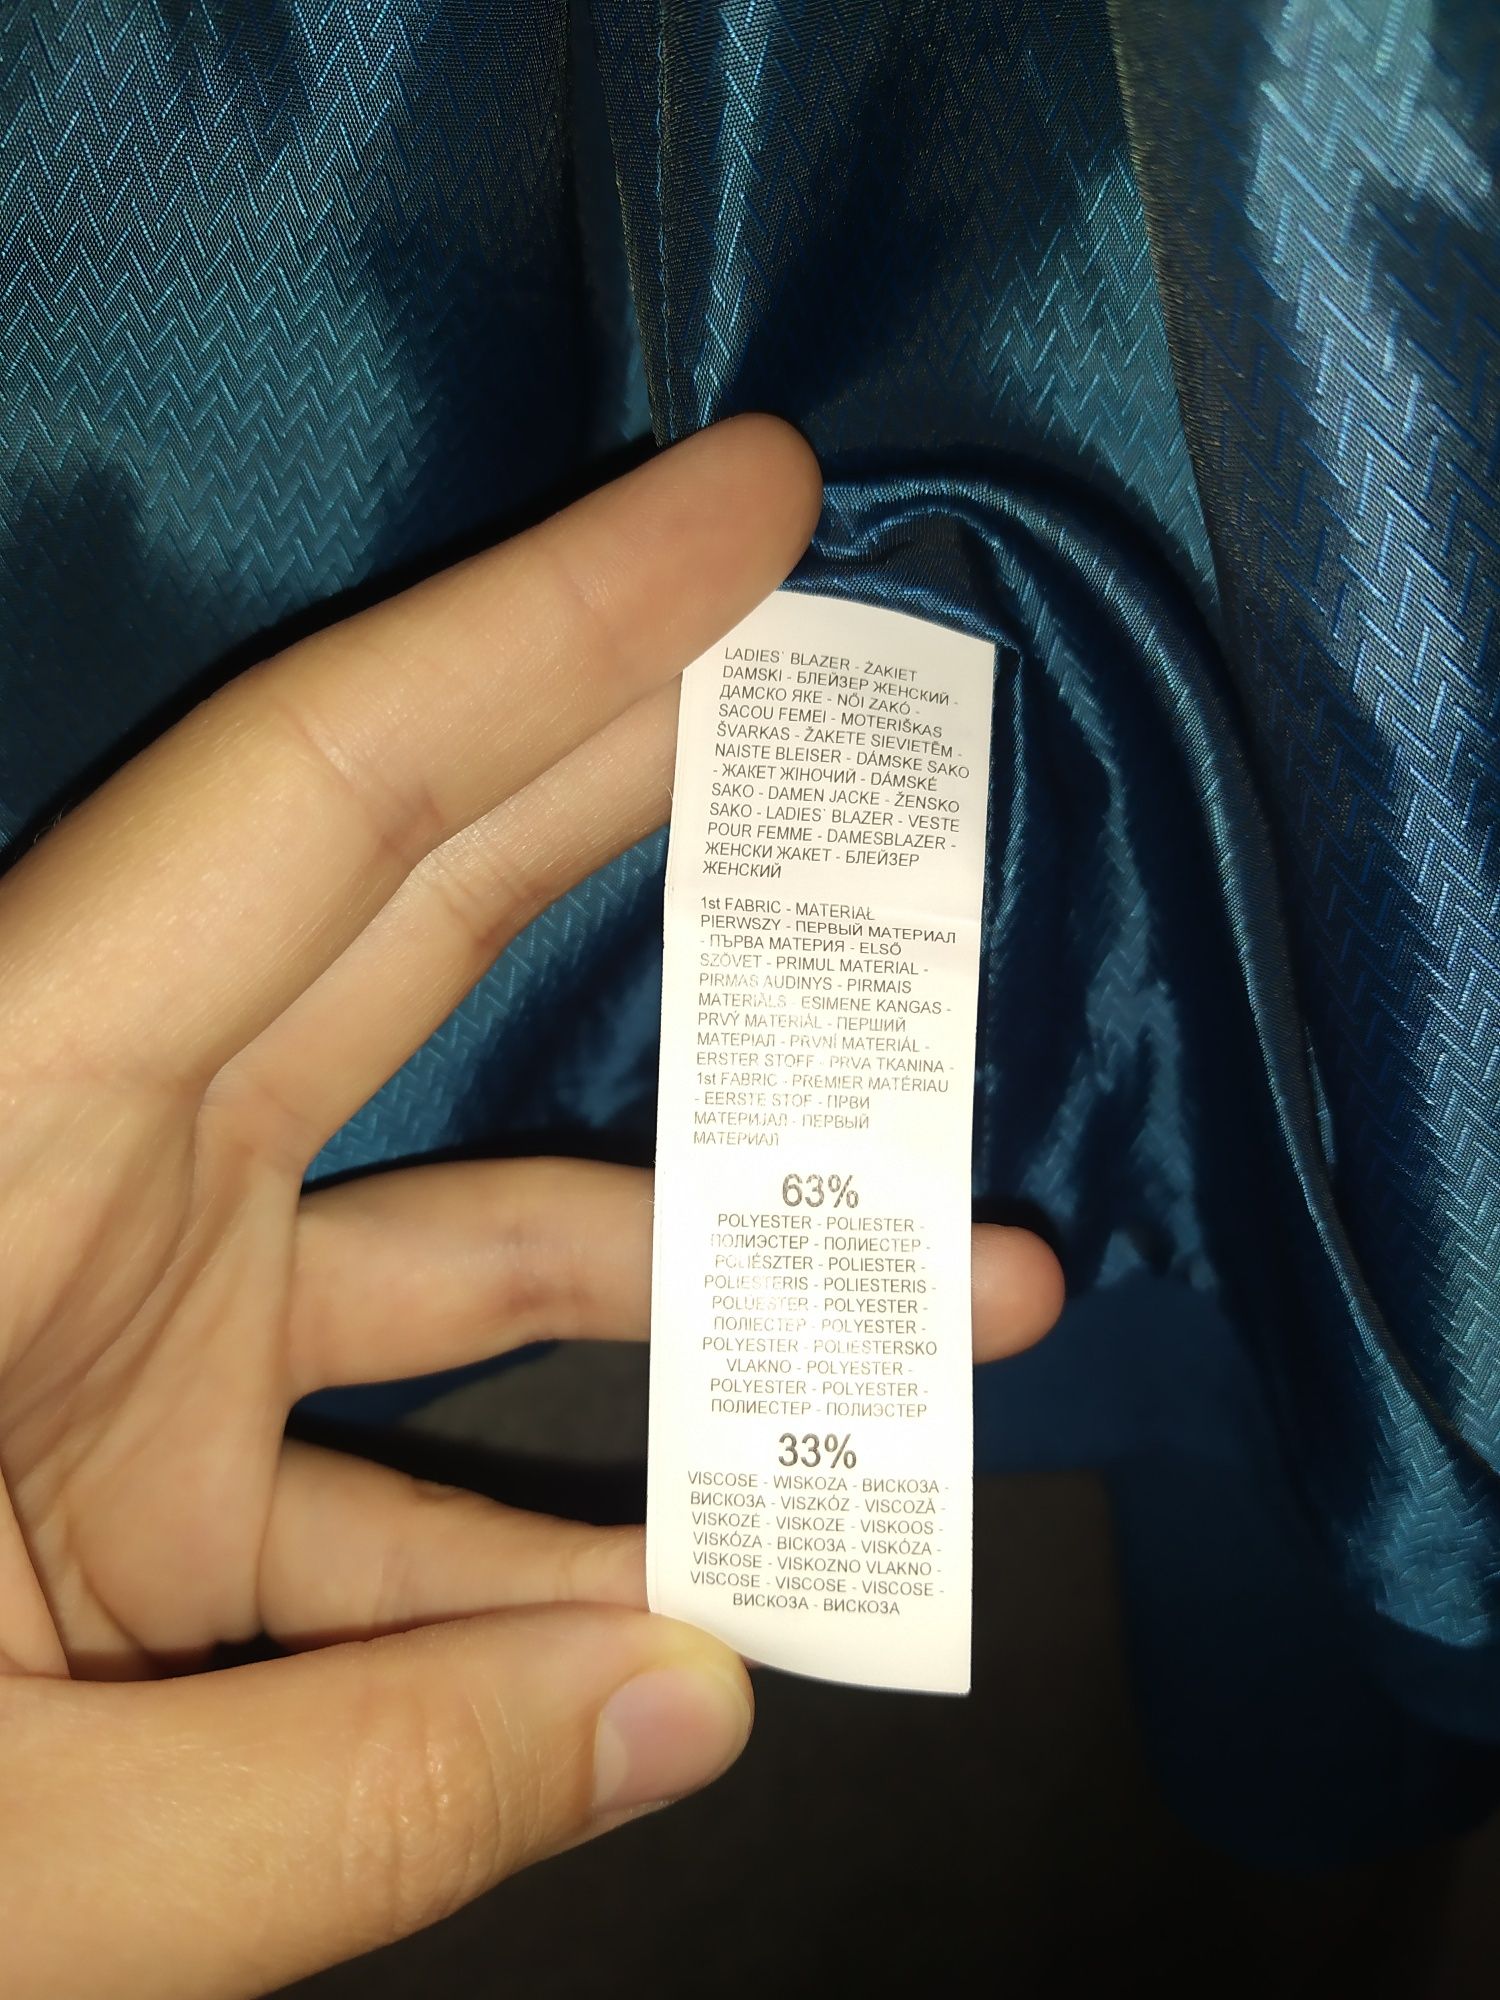 LADIES' BLAZER - ŻAKIET
DAMSKI - БЛЕЙЗЕР ЖЕНСКИЙ -
ДАМСКО ЯКЕ - NŐI ZAKÓ -
SACOU FEMEI - MOTERIŠKAS
ŠVARKAS - ŽAKETE SIEVIETĒM -
NAISTE BLEISER - DÁMSKE SAKO
- ЖАКЕТ ЖІНОЧИЙ - DÁMSKÉ
SAKO - DAMEN JACKE - ŽENSKO
SAKO - LADIES' BLAZER - VESTE
POUR FEMME - DAMESBLAZER -
ЖЕНСКИ ЖАКЕТ - БЛЕЙЗЕР
ЖЕНСКИЙ
1st FABRIC - MATERIAŁ
PIERWSZY - ПЕРВЫЙ МАТЕРИАЛ
- ПЪРВА МАТЕРИЯ - ELSŐ
SZÖVET - PRIMUL MATERIAL -
PIRMAS AUDINYS - PIRMAIS
MATERIĀLS - ESIMENE KANGAS -
PRVÝ MATERIÁL - ПЕРШИЙ
МАТЕРІАЛ - PRVNÍ MATERIÁL -
ERSTER STOFF - PRVA TKANINA -
1st FABRIC - PREMIER MATÉRIAU
- EERSTE STOF - ПРВИ
МАТЕРИЈАЛ - ПЕРВЫЙ
МАТЕРИАЛ
63%
POLYESTER - POLIESTER -
ПОЛИЭСТЕР - ПОЛИЕСТЕР -
POLIÉSZTER - POLIESTER -
POLIESTERIS - POLIESTERIS -
POLÜESTER - POLYESTER -
ПОЛІЕСТЕР - POLYESTER -
POLYESTER - POLIESTERSKO
VLAKNO - POLYESTER -
POLYESTER - POLYESTER -
ПОЛИЕСТЕР - ПОЛИЭСТЕР
33%
VISCOSE - WISKOZA - ВИСКОЗА -
ВИСКОЗА - VISZKÓZ - VISCOZĂ -
VISKOZĖ - VISKOZE - VISKOOS -
VISKÓZA - ВІСКОЗА - VISKÓZA -
VISKOSE - VISKOZNO VLAKNO -
VISCOSE - VISCOSE - VISCOSE -
ВИСКОЗА - ВИСКОЗА